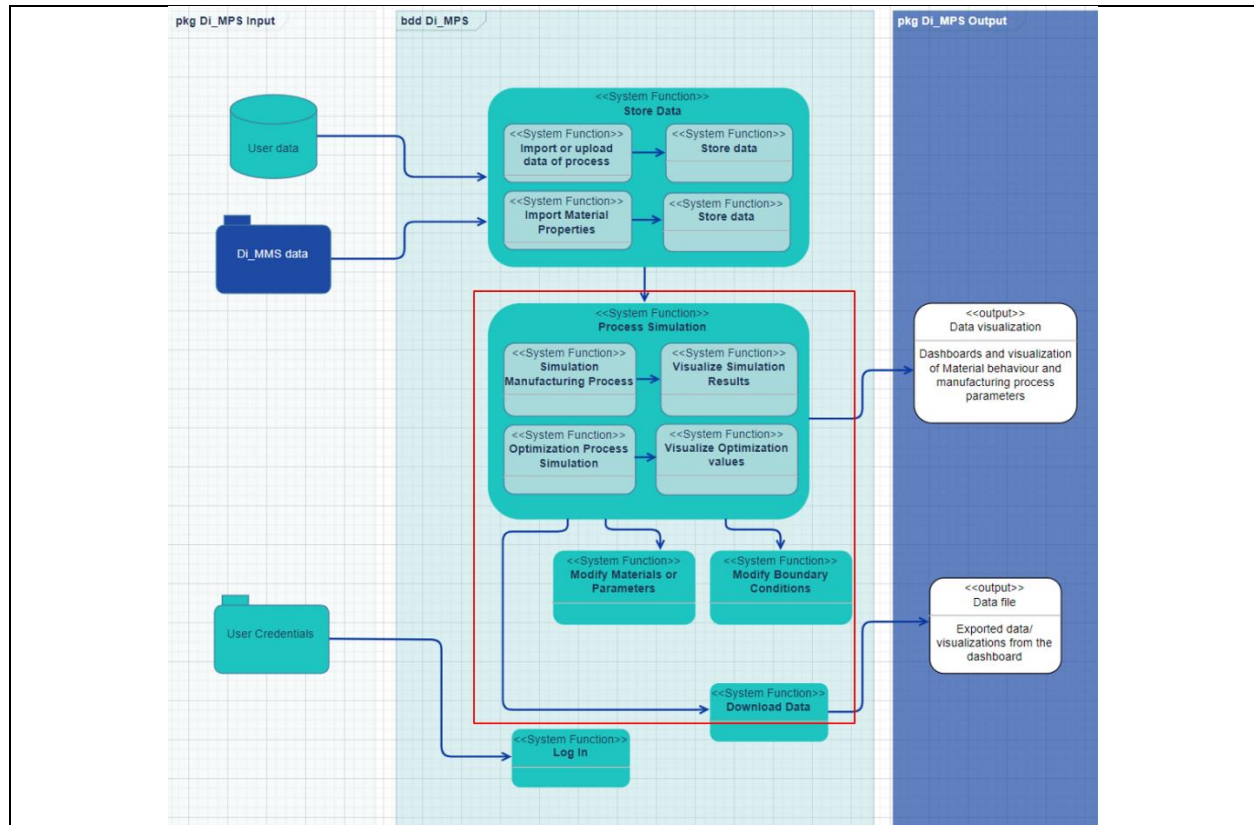 pkg Di_MPS Input
bdd Di_MPS
pkg Di_MPS Output
User data
Di_MMS data
User Credentials
<<System Function>>
Store Data
<<System Function>>
Import or upload
data of process
<<System Function>>
Store data
<<System Function>>
Import Material
Properties
<<System Function>>
Store data
<<System Function>>
Process Simulation
<<System Function>>
Simulation
Manufacturing Process
<<System Function>>
Visualize Simulation
Results
<<System Function>>
Optimization Process
Simulation
<<System Function>>
Visualize Optimization
values
<<System Function>>
Modify Materials or
Parameters
<<System Function>>
Modify Boundary
Conditions
<<System Function>>
Download Data
<<System Function>>
Log In
<<output>>
Data visualization
Dashboards and visualization
of Material behaviour and
manufacturing process
parameters
<<output>>
Data file
Exported data/
visualizations from the
dashboard